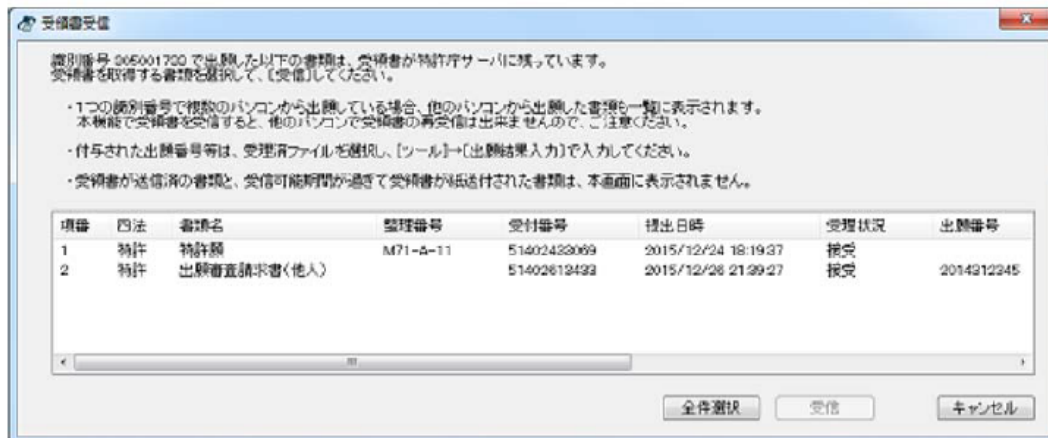 受領書受信
識別番号 305001700 で出願した以下の書類は、受領書が特許庁サーバに残っています。
受領書を取得する書類を選択して、[受信]してください。
・1つの識別番号で複数のパソコンから出願している場合、他のパソコンから出願した書類も一覧に表示されます。
本機能で受領書を受信すると、他のパソコンで受領書の再受信は出来ませんので、ご注意ください。
・付与された出願番号等は、受理済ファイルを選択し、[ツール]→[出願結果入力]で入力してください。
・受領書が送信済の書類と、受信可能期間が過ぎて受領書が紙送付された書類は、本画面に表示されません。
項番 四法 書類名 整理番号 受付番号 提出日時 受理状況 出願番号
1 特許 特許願 M71-A-11 51402433069 2015/12/24 18:19:37 接受
2 特許 出願審査請求書(他人) 51402613433 2015/12/26 21:39:27 接受 2014312345
全件選択 受信 キャンセル